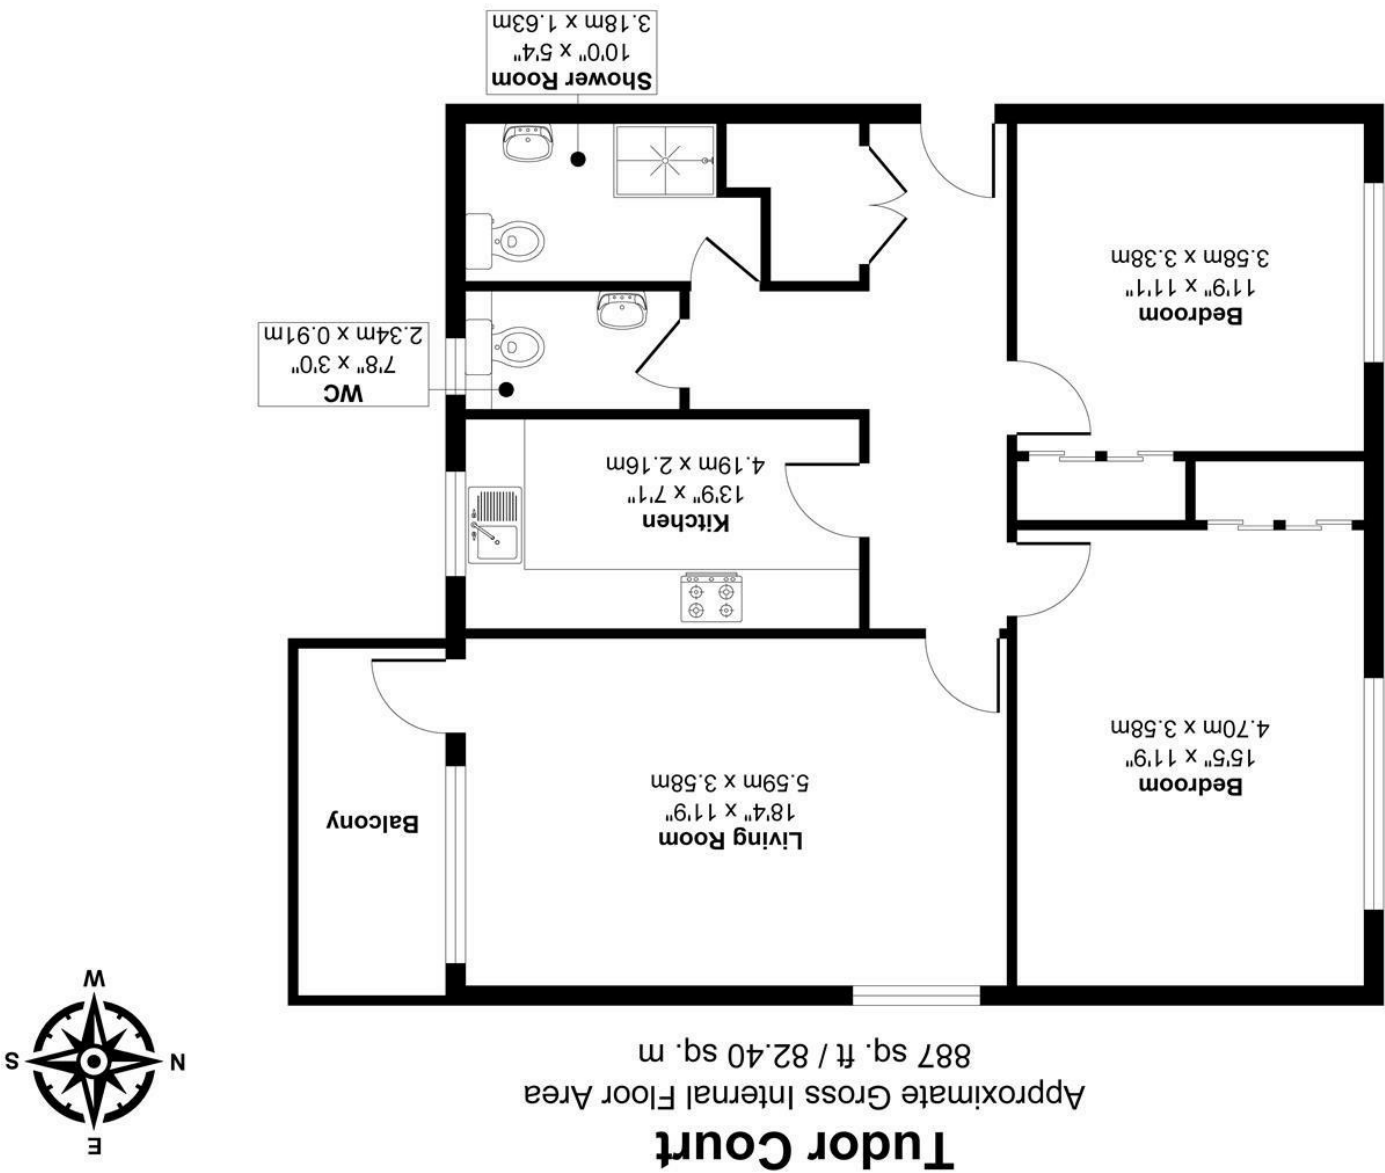 Tudor Court
Approximate Gross Internal Floor Area
887 sq. ft / 82.40 sq. m
E
N
S
W
Bedroom
15'5" x 11'9"
4.70m x 3.58m
Living Room
18'4" x 11'9"
5.59m x 3.58m
Balcony
Kitchen
13'9" x 7'1"
4.19m x 2.16m
WC
7'8" x 3'0"
2.34m x 0.91m
Bedroom
11'9" x 11'1"
3.58m x 3.38m
Shower Room
10'0" x 5'4"
3.18m x 1.63m